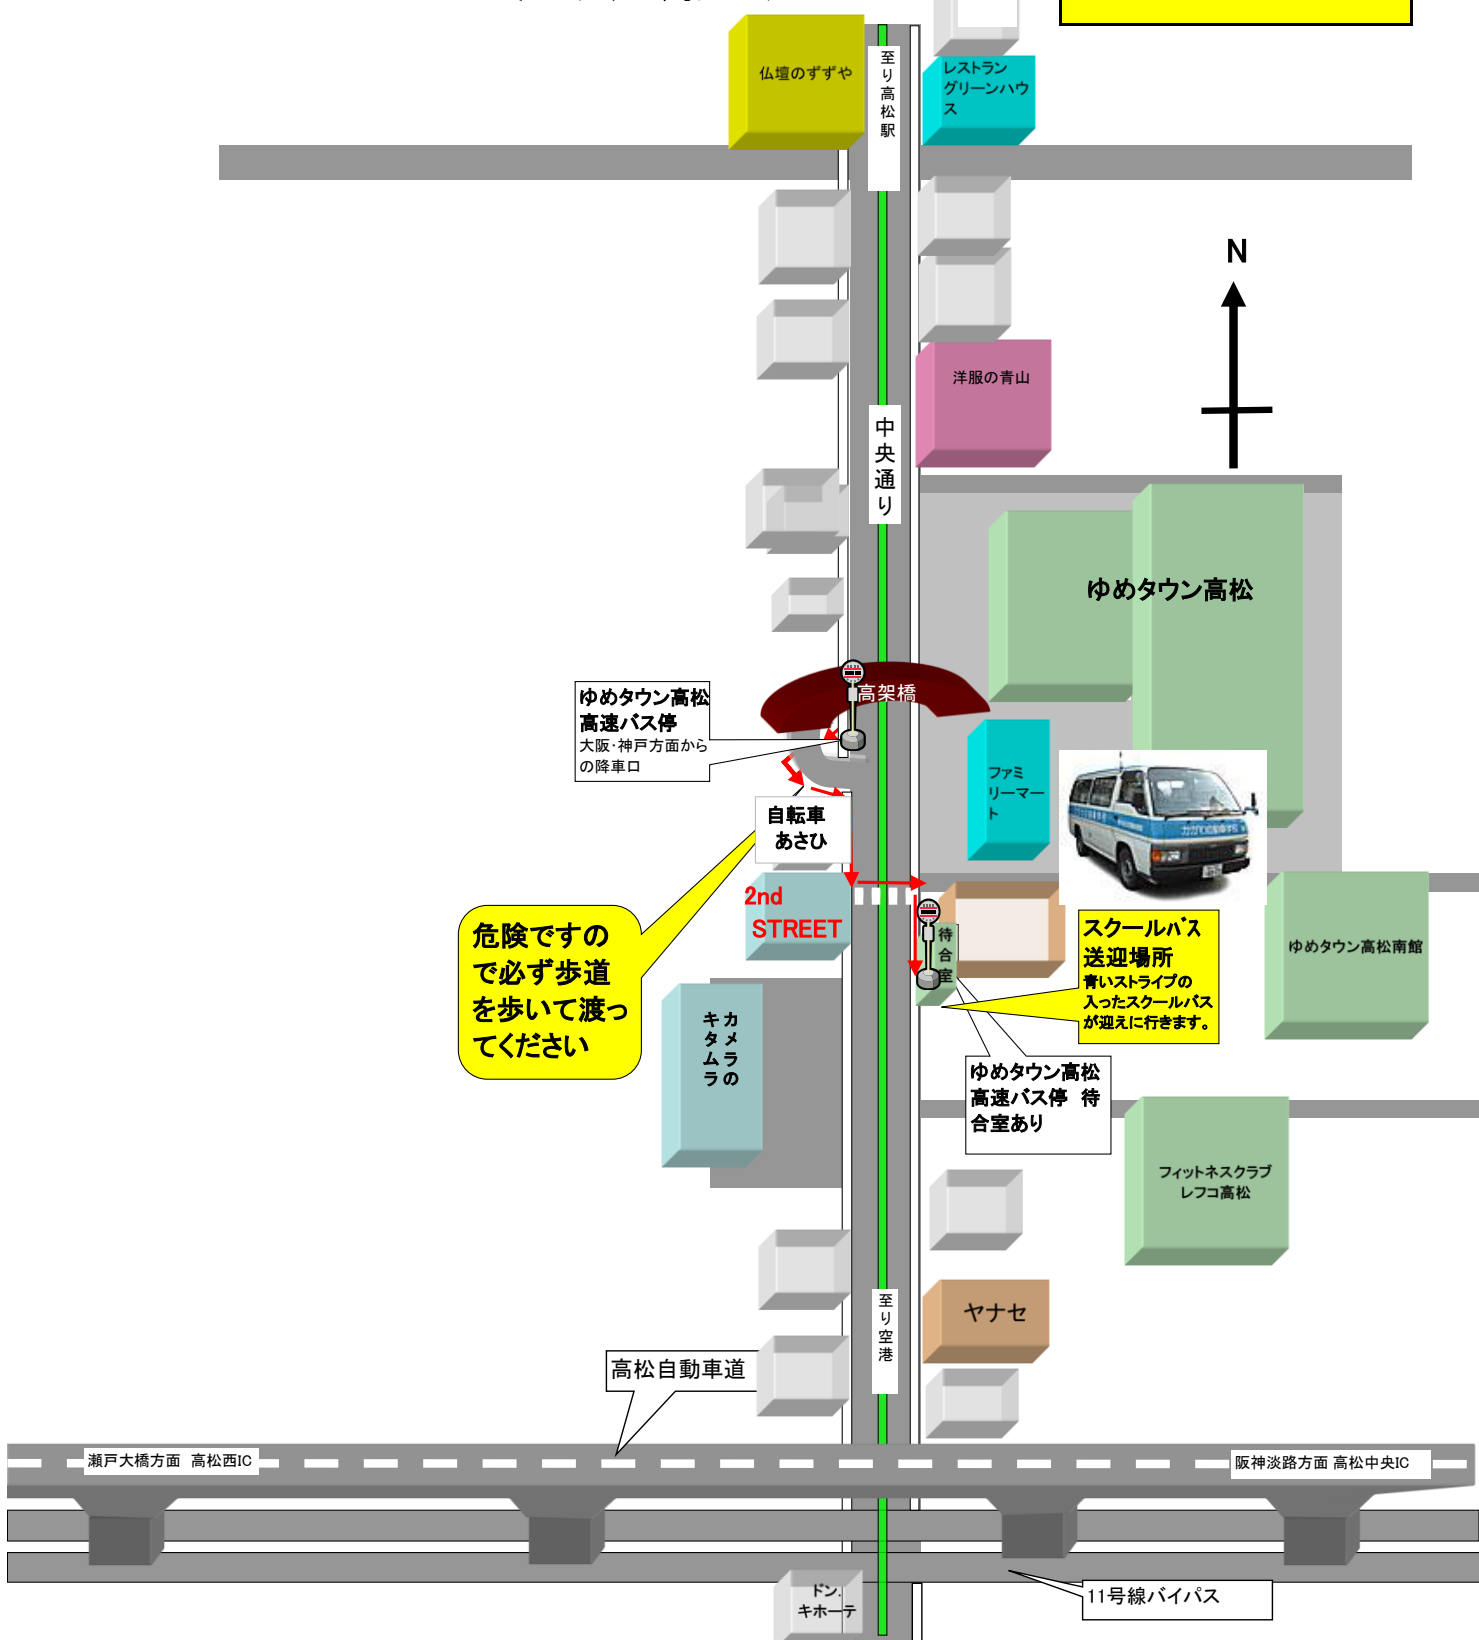 仏壇のずずや
至り高松駅
レストラン
グリーンハウ
ス
N
洋服の青山
中央通り
ゆめタウン高松
高架橋
ゆめタウン高松
高速バス停
大阪・神戸方面から
の降車口
ファミ
リーマー
ト
自転車
あさひ
2nd
STREET
危険ですの
で必ず歩道
を歩いて渡っ
てください
待合室
スクールバス
送迎場所
青いストライプの
入ったスクールバス
が迎えに行きます。
ゆめタウン高松南館
カメラの
キタムラ
ゆめタウン高松
高速バス停 待
合室あり
フィットネスクラブ
レフコ高松
至り空港
ヤナセ
高松自動車道
瀬戸大橋方面 高松西IC
阪神淡路方面 高松中央IC
11号線バイパス
ドン.
キホーテ